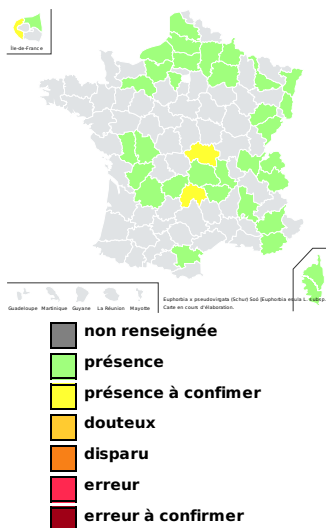 Île-de-France
Guadeloupe Martinique Guyane La Réunion Mayotte
Euphorbia x pseudovirgata (Schur) Soó [Euphorbia esula L. subsp.
Carte en cours d'élaboration.
non renseignée
présence
présence à confimer
douteux
disparu
erreur
erreur à confirmer